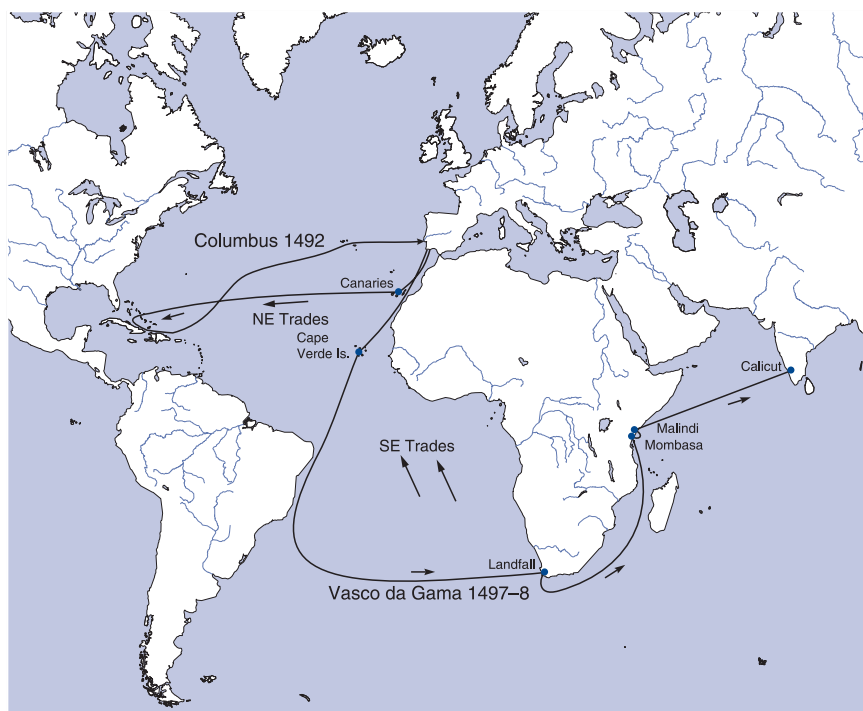 Columbus 1492
Canaries
NE Trades
Cape
Verde Is.
Calicut
Malindi
Mombasa
SE Trades
Landfall
Vasco da Gama 1497–8